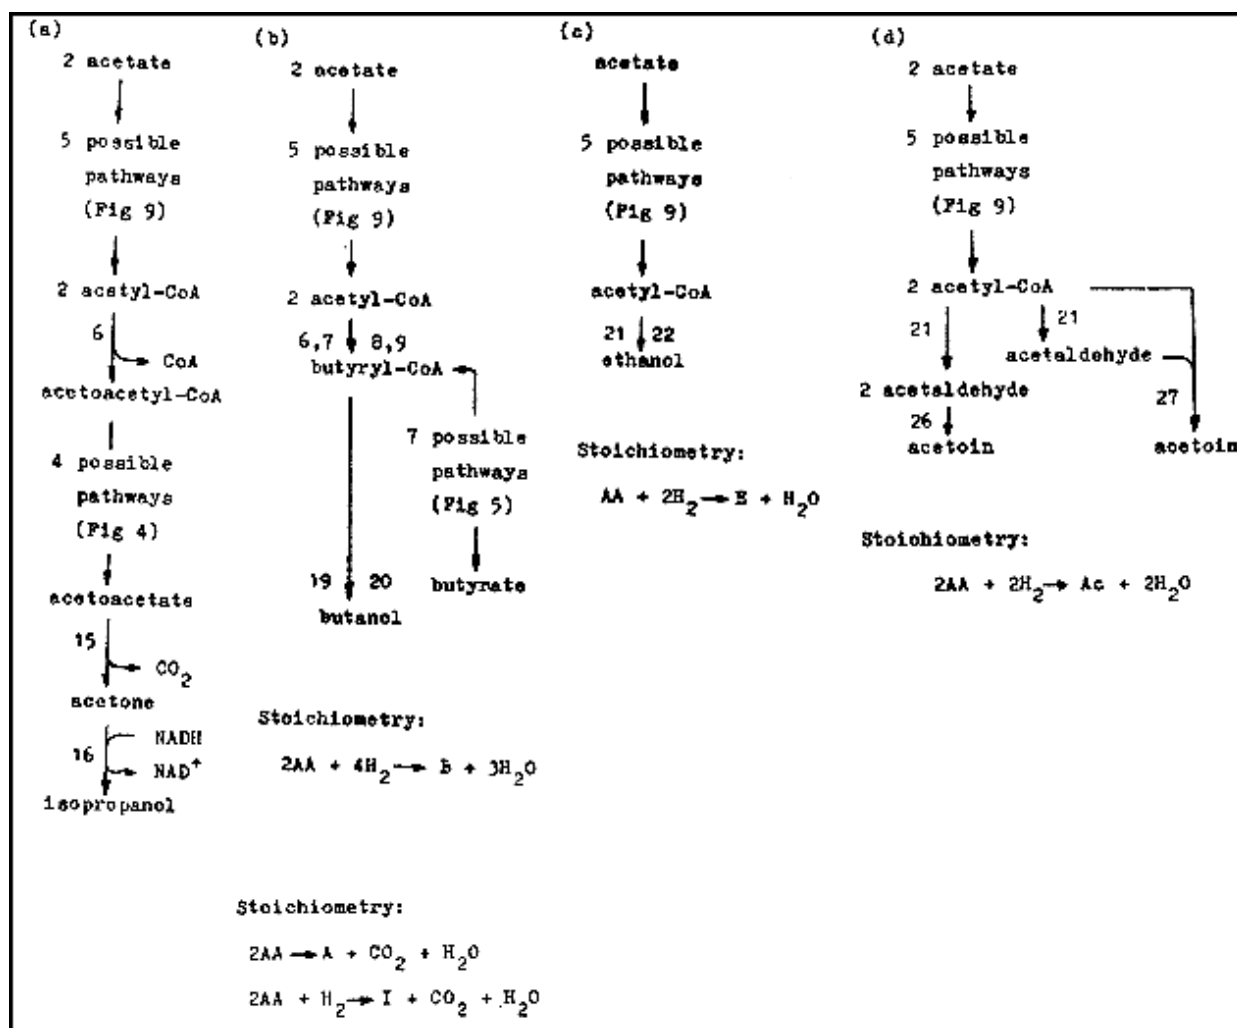 (a)
2 acetate
5 possible
pathways
(Fig 9)
2 acetyl-CoA
6
CoA
acetoacetyl-CoA
4 possible
pathways
(Fig 4)
acetoacetate
15
CO2
acetone
NADH
16
NAD+
isopropanol
(b)
2 acetate
5 possible
pathways
(Fig 9)
2 acetyl-CoA
6,7 8,9
butyryl-CoA
7 possible
pathways
(Fig 5)
butyrate
19 20
butanol
Stoichiometry:
2AA + 4H2 → B + 3H2O
Stoichiometry:
2AA → A + CO2 + H2O
2AA + H2 → I + CO2 + H2O
(c)
acetate
5 possible
pathways
(Fig 9)
acetyl-CoA
21 22
ethanol
Stoichiometry:
AA + 2H2 → E + H2O
(d)
2 acetate
5 possible
pathways
(Fig 9)
2 acetyl-CoA
21 21
acetaldehyde
2 acetaldehyde
27
26
acetoin acetoin
Stoichiometry:
2AA + 2H2 → Ac + 2H2O